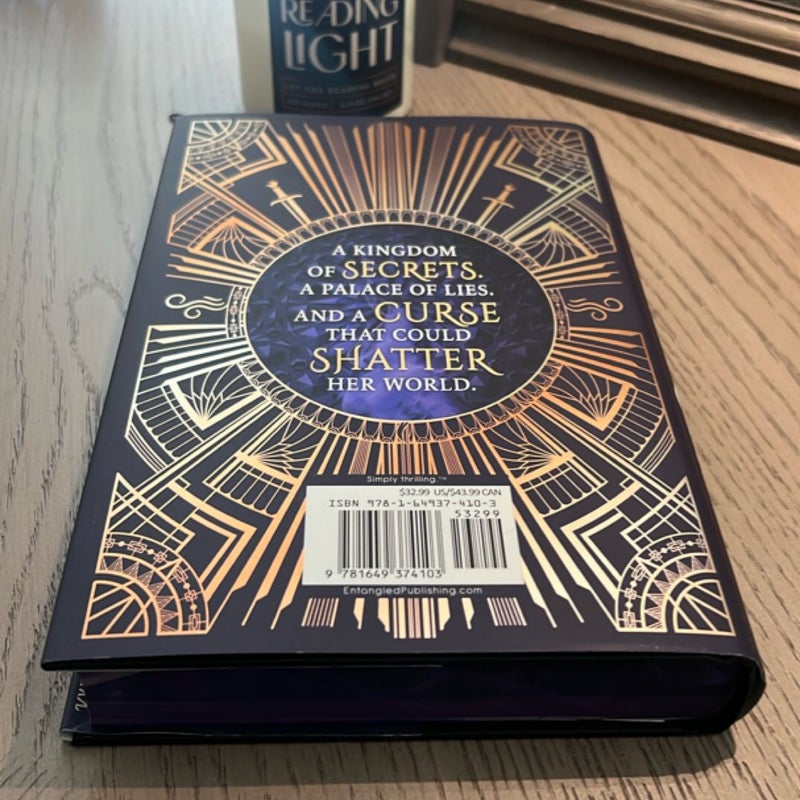 READING
LIGHT
A KINGDOM
OF SECRETS.
A PALACE OF LIES.
AND A CURSE
THAT COULD
SHATTER
HER WORLD.
Simply thrilling.™
$32.99 US/$43.99 CAN
ISBN 978-1-64937-410-3
53299
9 781649 374103
EntangledPublishing.com